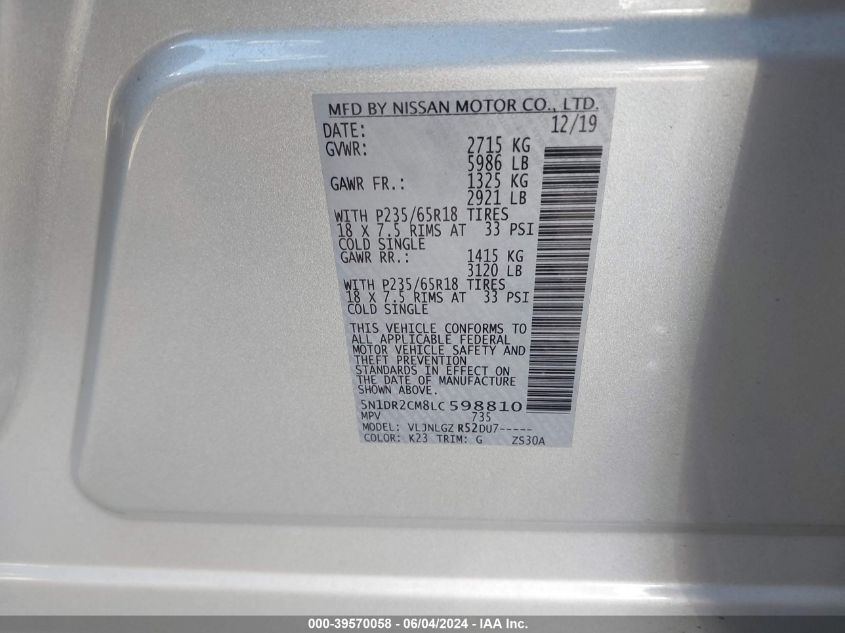 MFD BY NISSAN MOTOR CO., LTD.
DATE: 12/19
GVWR: 2715 KG
5986 LB
GAWR FR.: 1325 KG
2921 LB
WITH P235/65R18 TIRES
18 X 7.5 RIMS AT 33 PSI
COLD SINGLE
GAWR RR.: 1415 KG
3120 LB
WITH P235/65R18 TIRES
18 X 7.5 RIMS AT 33 PSI
COLD SINGLE
THIS VEHICLE CONFORMS TO
ALL APPLICABLE FEDERAL
MOTOR VEHICLE SAFETY AND
THEFT PREVENTION
STANDARDS IN EFFECT ON
THE DATE OF MANUFACTURE
SHOWN ABOVE.
5N1DR2CM8LC598810
MPV 735
MODEL: VLJNLGZ R52DU7-----
COLOR: K23 TRIM: G ZS30A
000-39570058 - 06/04/2024 - IAA Inc.